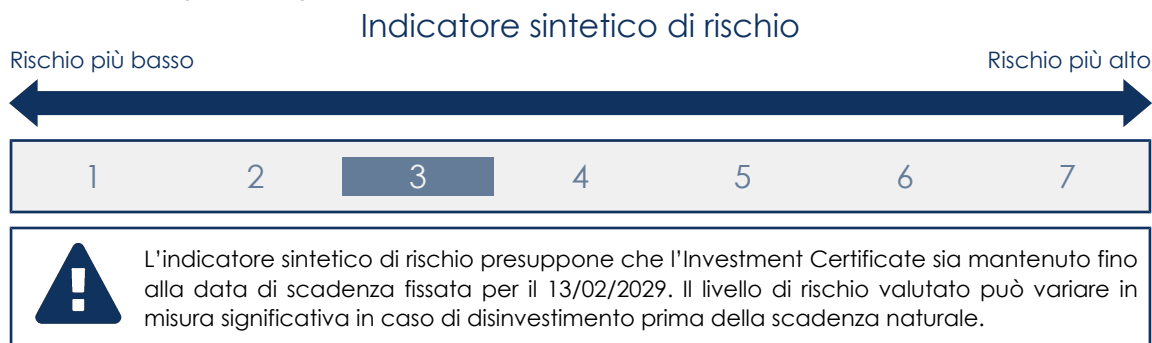 Indicatore sintetico di rischio
Rischio più basso
Rischio più alto
1 2 3 4 5 6 7
L'indicatore sintetico di rischio presuppone che l'Investment Certificate sia mantenuto fino
alla data di scadenza fissata per il 13/02/2029. Il livello di rischio valutato può variare in
misura significativa in caso di disinvestimento prima della scadenza naturale.